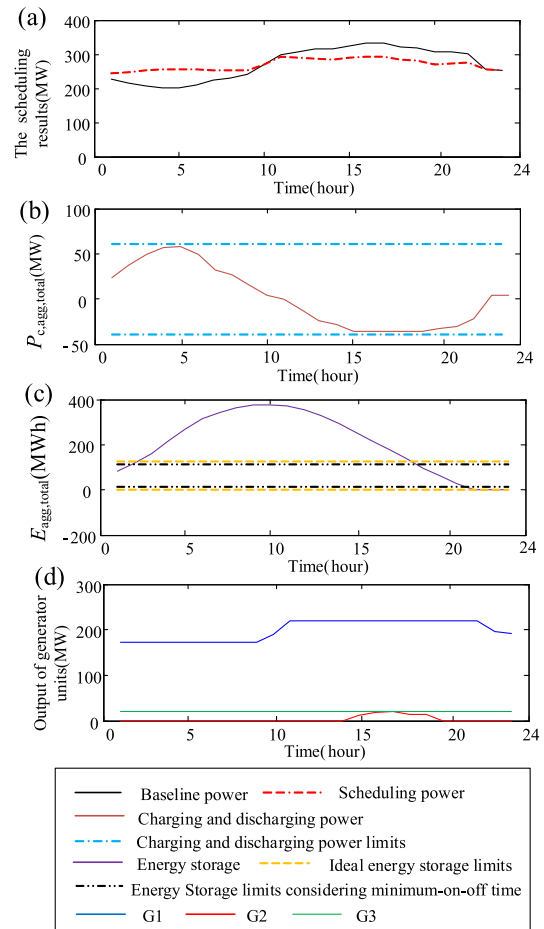 (a)
The scheduling
results(MW)
400
300
200
100
0
0
5
10
15
20
24
Time(hour)
(b)
P_c,agg,total(MW)
100
50
0
-50
0
5
10
15
20
24
Time(hour)
(c)
E_agg,total(MWh)
400
200
0
-200
0
5
10
15
20
24
Time(hour)
(d)
Output of generator
units(MW)
300
200
100
0
0
5
10
15
20
24
Time(hour)
Baseline power
Scheduling power
Charging and discharging power
Charging and discharging power limits
Energy storage
Ideal energy storage limits
Energy Storage limits considering minimum-on-off time
G1
G2
G3